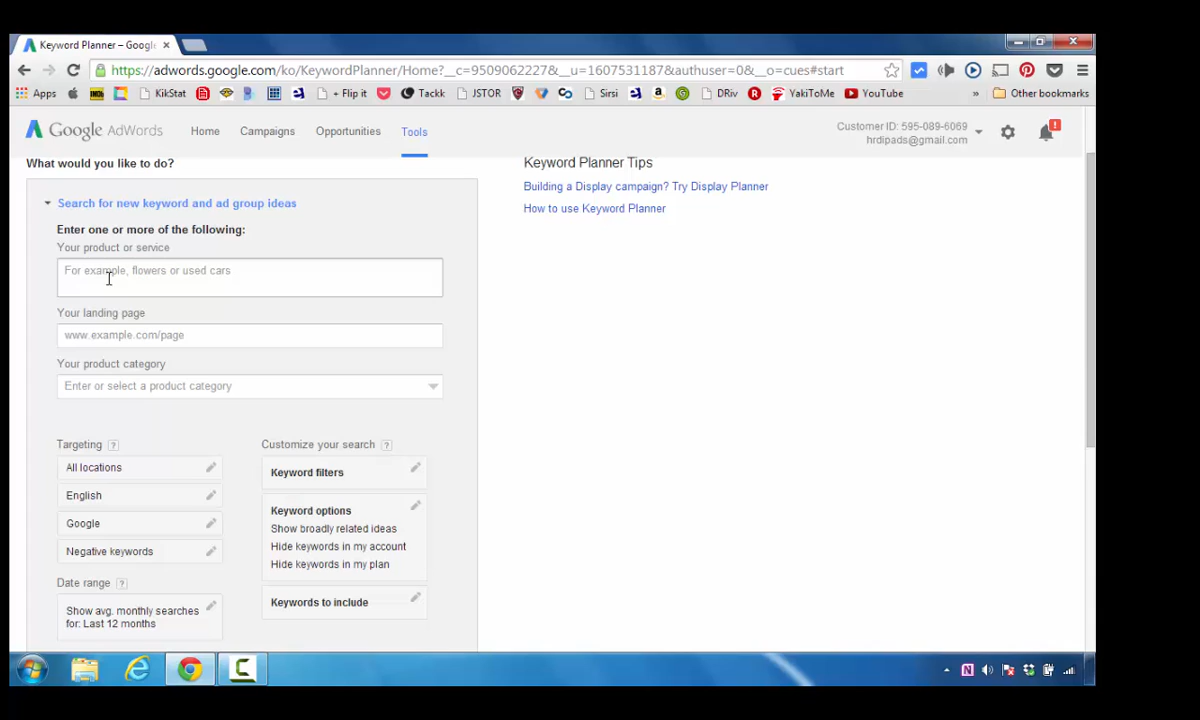 Keyword Planner – Google
https://adwords.google.com/ko/KeywordPlanner/Home?__c=9509062227&__u=1607531187&authuser=0&__o=cues#start
Apps KikStat + Flip it Tackk JSTOR Sirsi DRiv YakiToMe YouTube » Other bookmarks
Google AdWords Home Campaigns Opportunities Tools
Customer ID: 595-089-6069
hrdipads@gmail.com
!
What would you like to do?
Search for new keyword and ad group ideas
Enter one or more of the following:
Your product or service
For example, flowers or used cars
Your landing page
www.example.com/page
Your product category
Enter or select a product category
Targeting ?
All locations
English
Google
Negative keywords
Date range ?
Show avg. monthly searches
for: Last 12 months
Customize your search ?
Keyword filters
Keyword options
Show broadly related ideas
Hide keywords in my account
Hide keywords in my plan
Keywords to include
Keyword Planner Tips
Building a Display campaign? Try Display Planner
How to use Keyword Planner